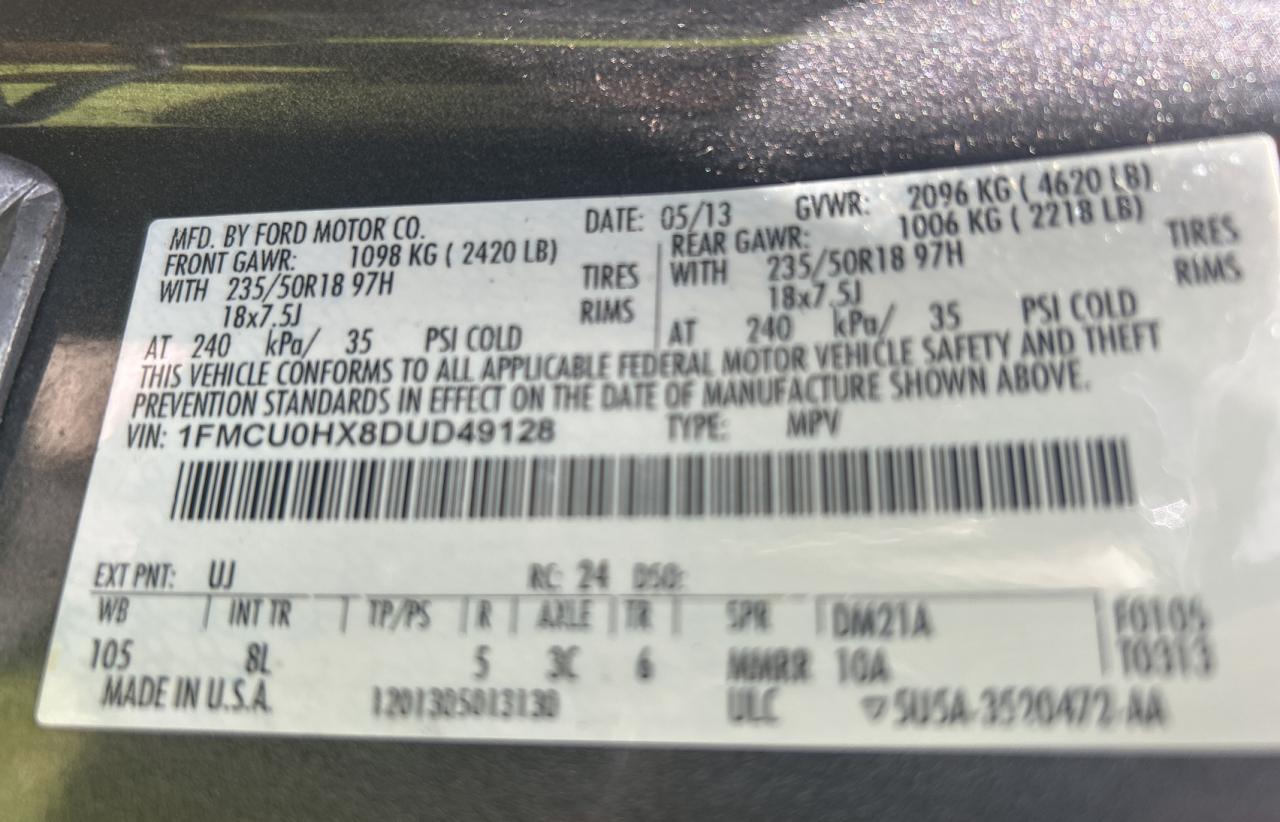 MFD. BY FORD MOTOR CO. DATE: 05/13 GVWR: 2096 KG ( 4620 LB)
FRONT GAWR: 1098 KG ( 2420 LB) REAR GAWR: 1006 KG ( 2218 LB)
WITH 235/50R18 97H TIRES WITH 235/50R18 97H TIRES
18x7.5J RIMS 18x7.5J RIMS
AT 240 kPa/ 35 PSI COLD AT 240 kPa/ 35 PSI COLD
THIS VEHICLE CONFORMS TO ALL APPLICABLE FEDERAL MOTOR VEHICLE SAFETY AND THEFT
PREVENTION STANDARDS IN EFFECT ON THE DATE OF MANUFACTURE SHOWN ABOVE.
VIN: 1FMCU0HX8DUD49128 TYPE: MPV
EXT PNT: UJ RC: 24 DSO:
WB INT TR TP/PS R AXLE TR SPR DM21A F0105
105 8L 5 3C 6 MMRR 10A T0313
MADE IN U.S.A. 1201305013130 ULC ▽5U5A-3520472-AA